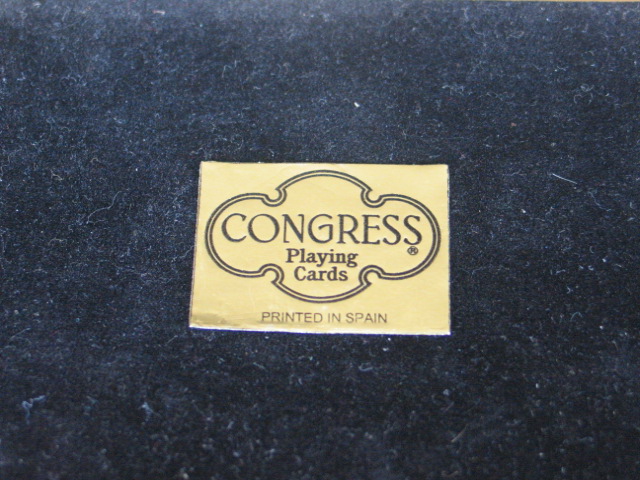 CONGRESS®
Playing
Cards
PRINTED IN SPAIN